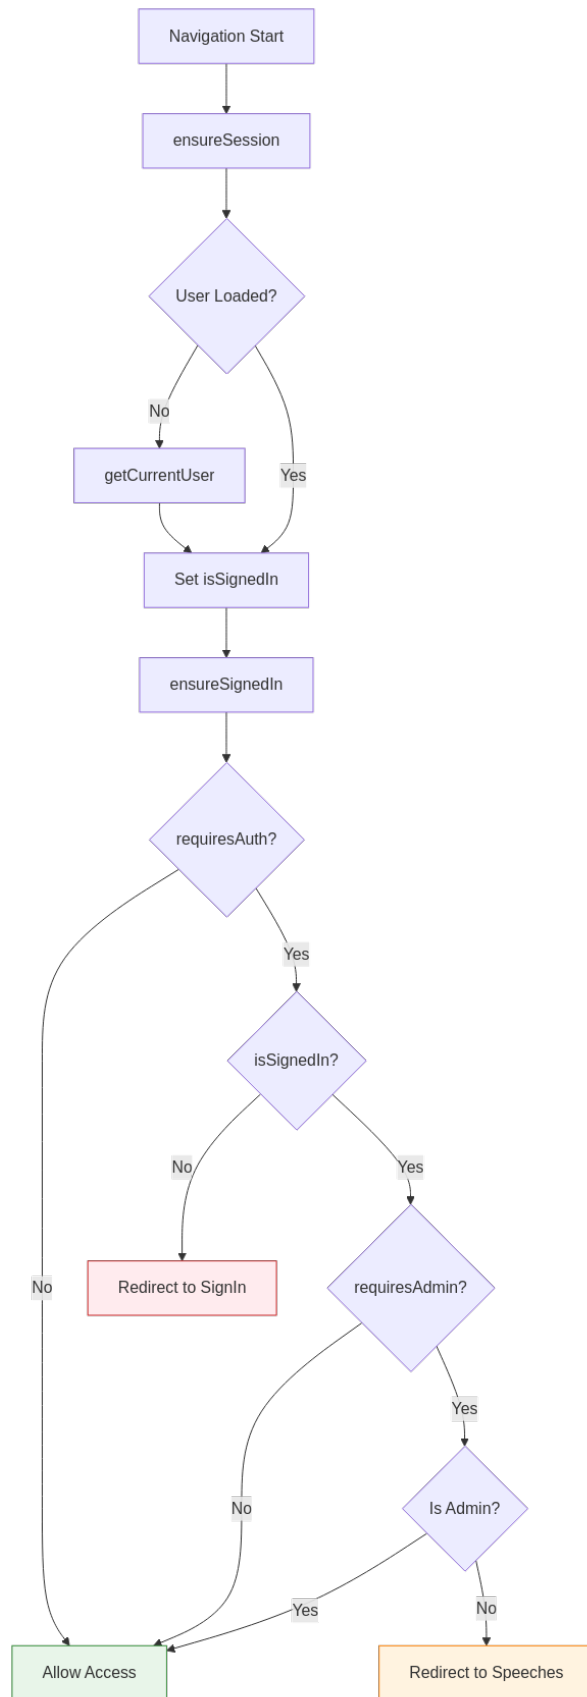 Navigation Start
ensureSession
User Loaded?
No
getCurrentUser
Yes
Set isSignedIn
ensureSignedIn
requiresAuth?
Yes
isSignedIn?
No
Yes
No
Redirect to SignIn
requiresAdmin?
Yes
No
Is Admin?
Yes
No
Allow Access
Redirect to Speeches